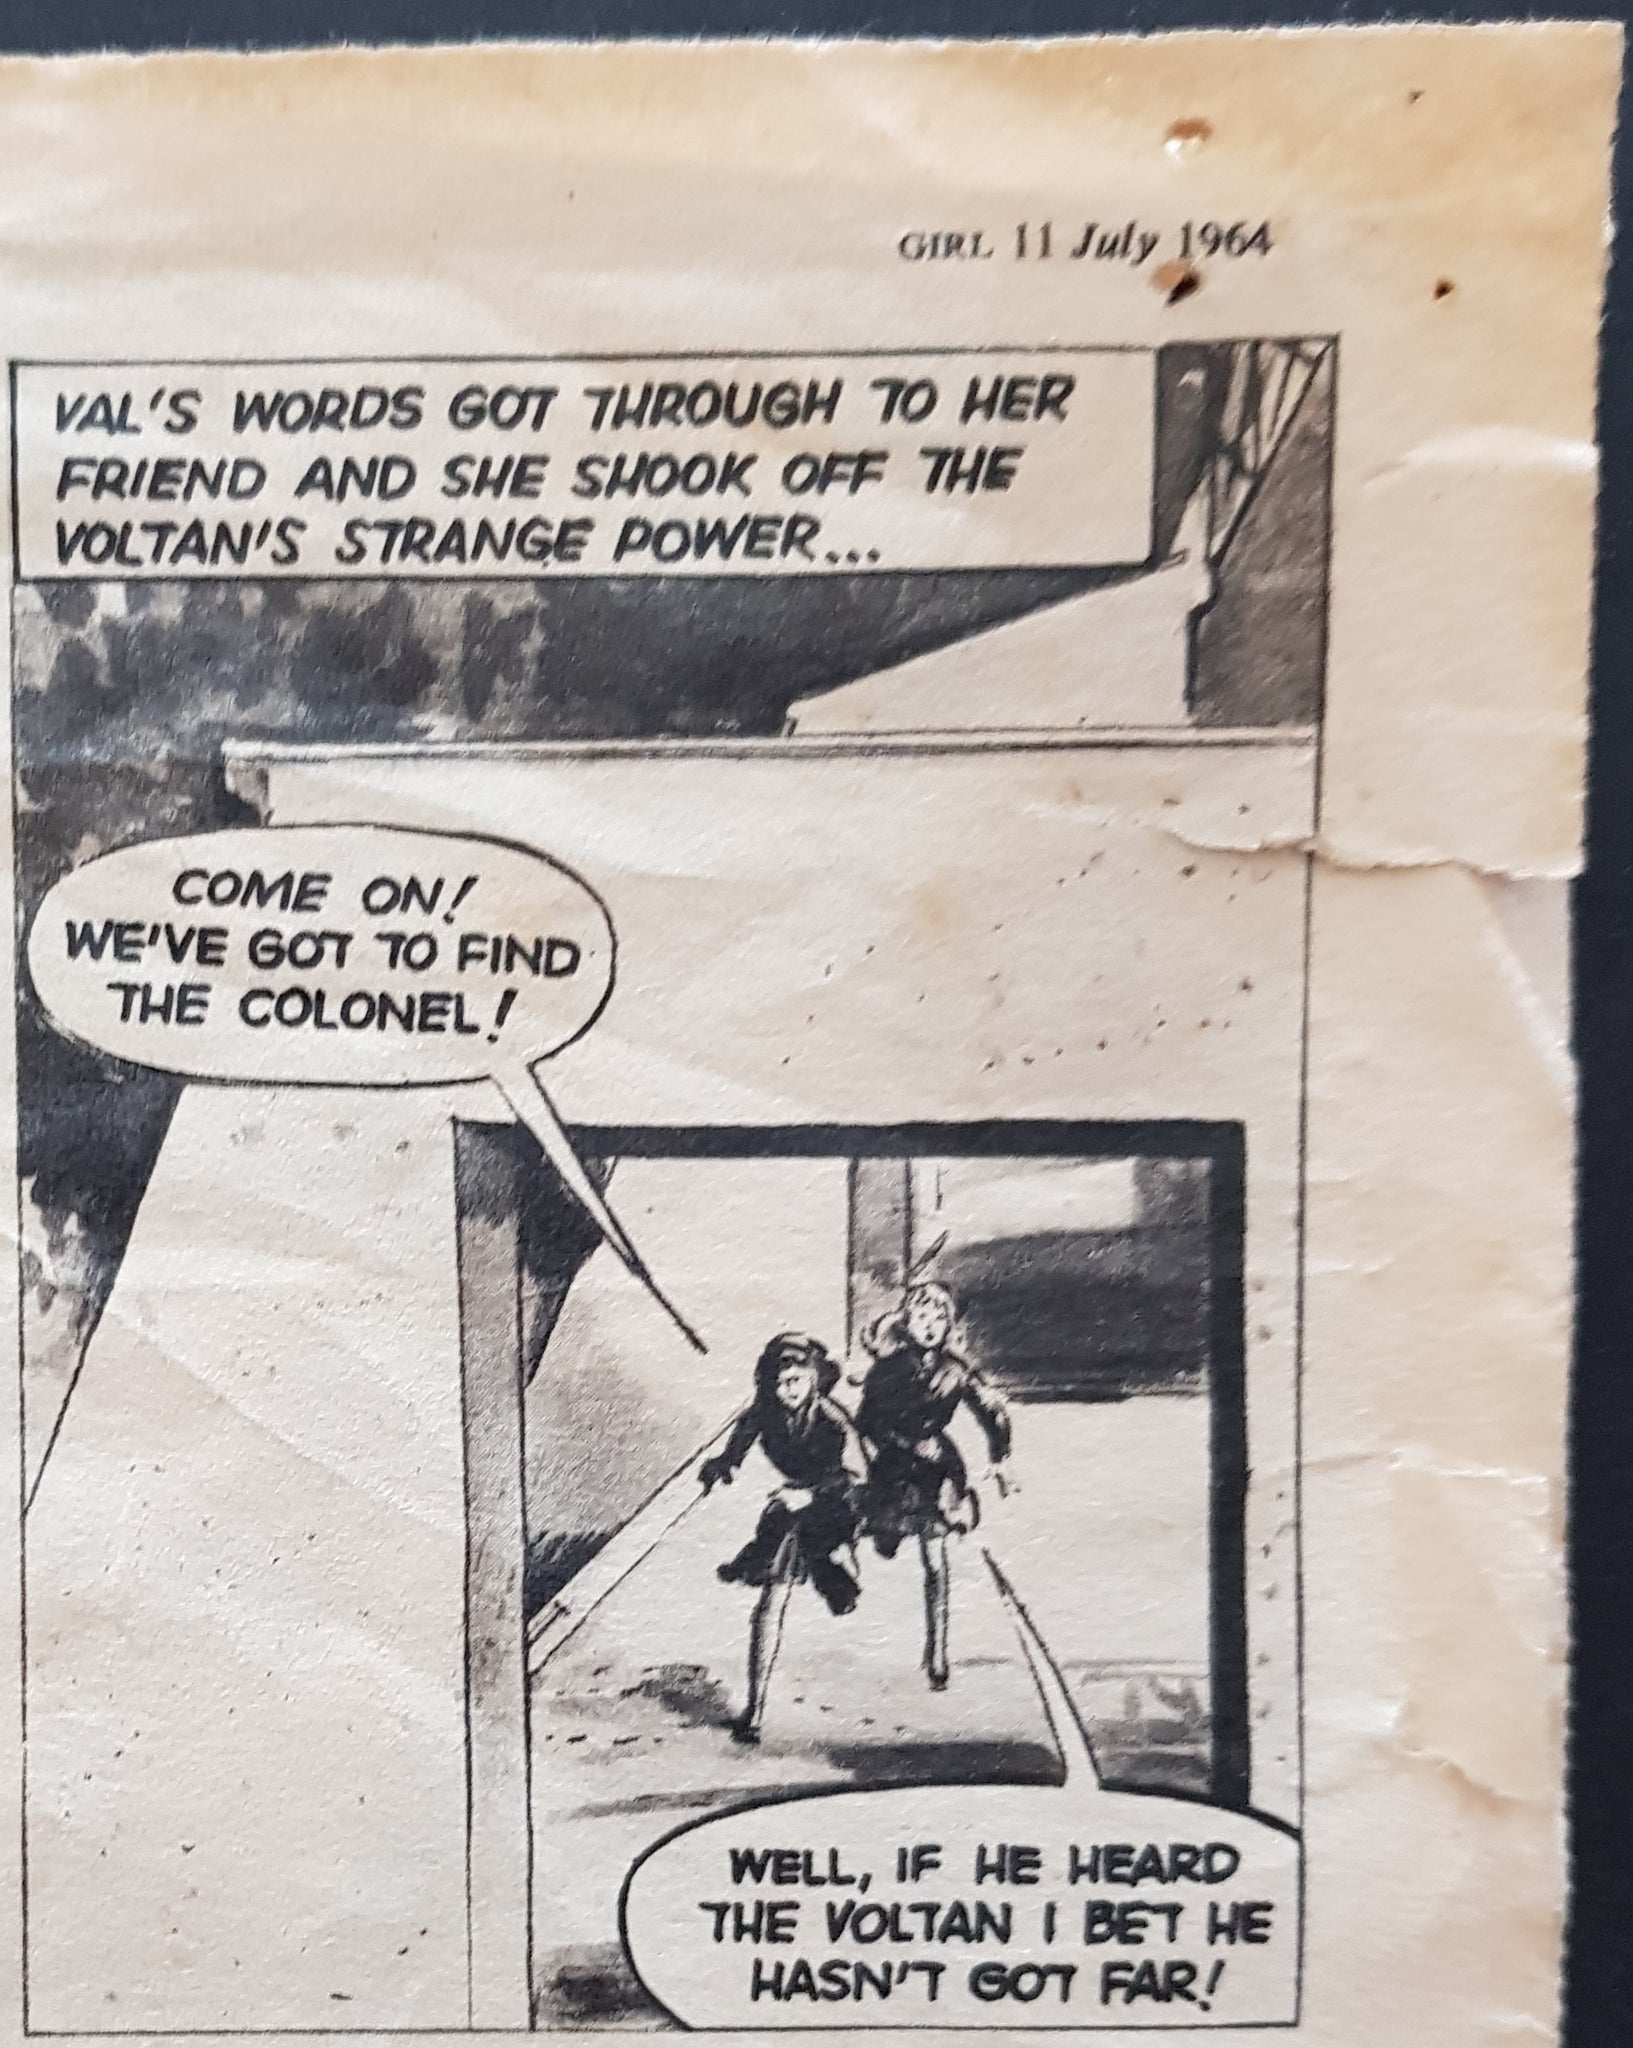 GIRL 11 July 1964
VAL'S WORDS GOT THROUGH TO HER
FRIEND AND SHE SHOOK OFF THE
VOLTAN'S STRANGE POWER...
COME ON!
WE'VE GOT TO FIND
THE COLONEL!
WELL, IF HE HEARD
THE VOLTAN I BET HE
HASN'T GOT FAR!